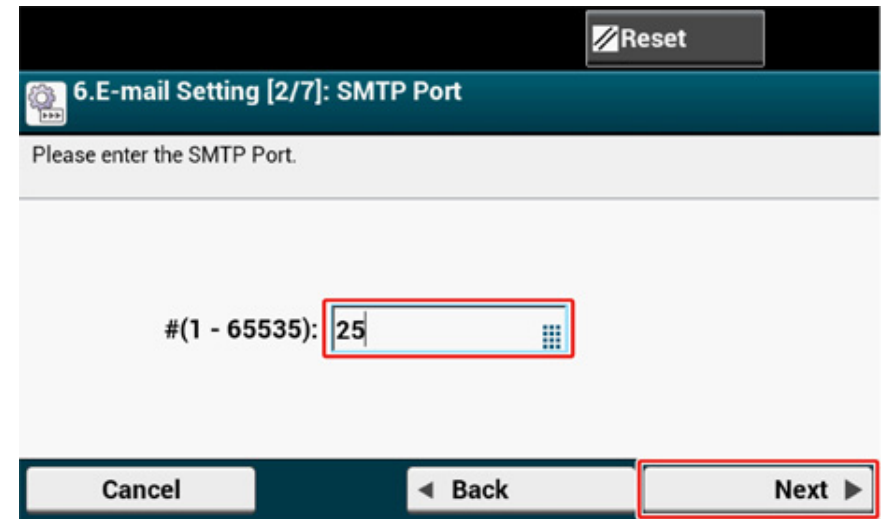 Reset
6.E-mail Setting [2/7]: SMTP Port
Please enter the SMTP Port.
#(1 - 65535): 25
Cancel ◀ Back Next ▶